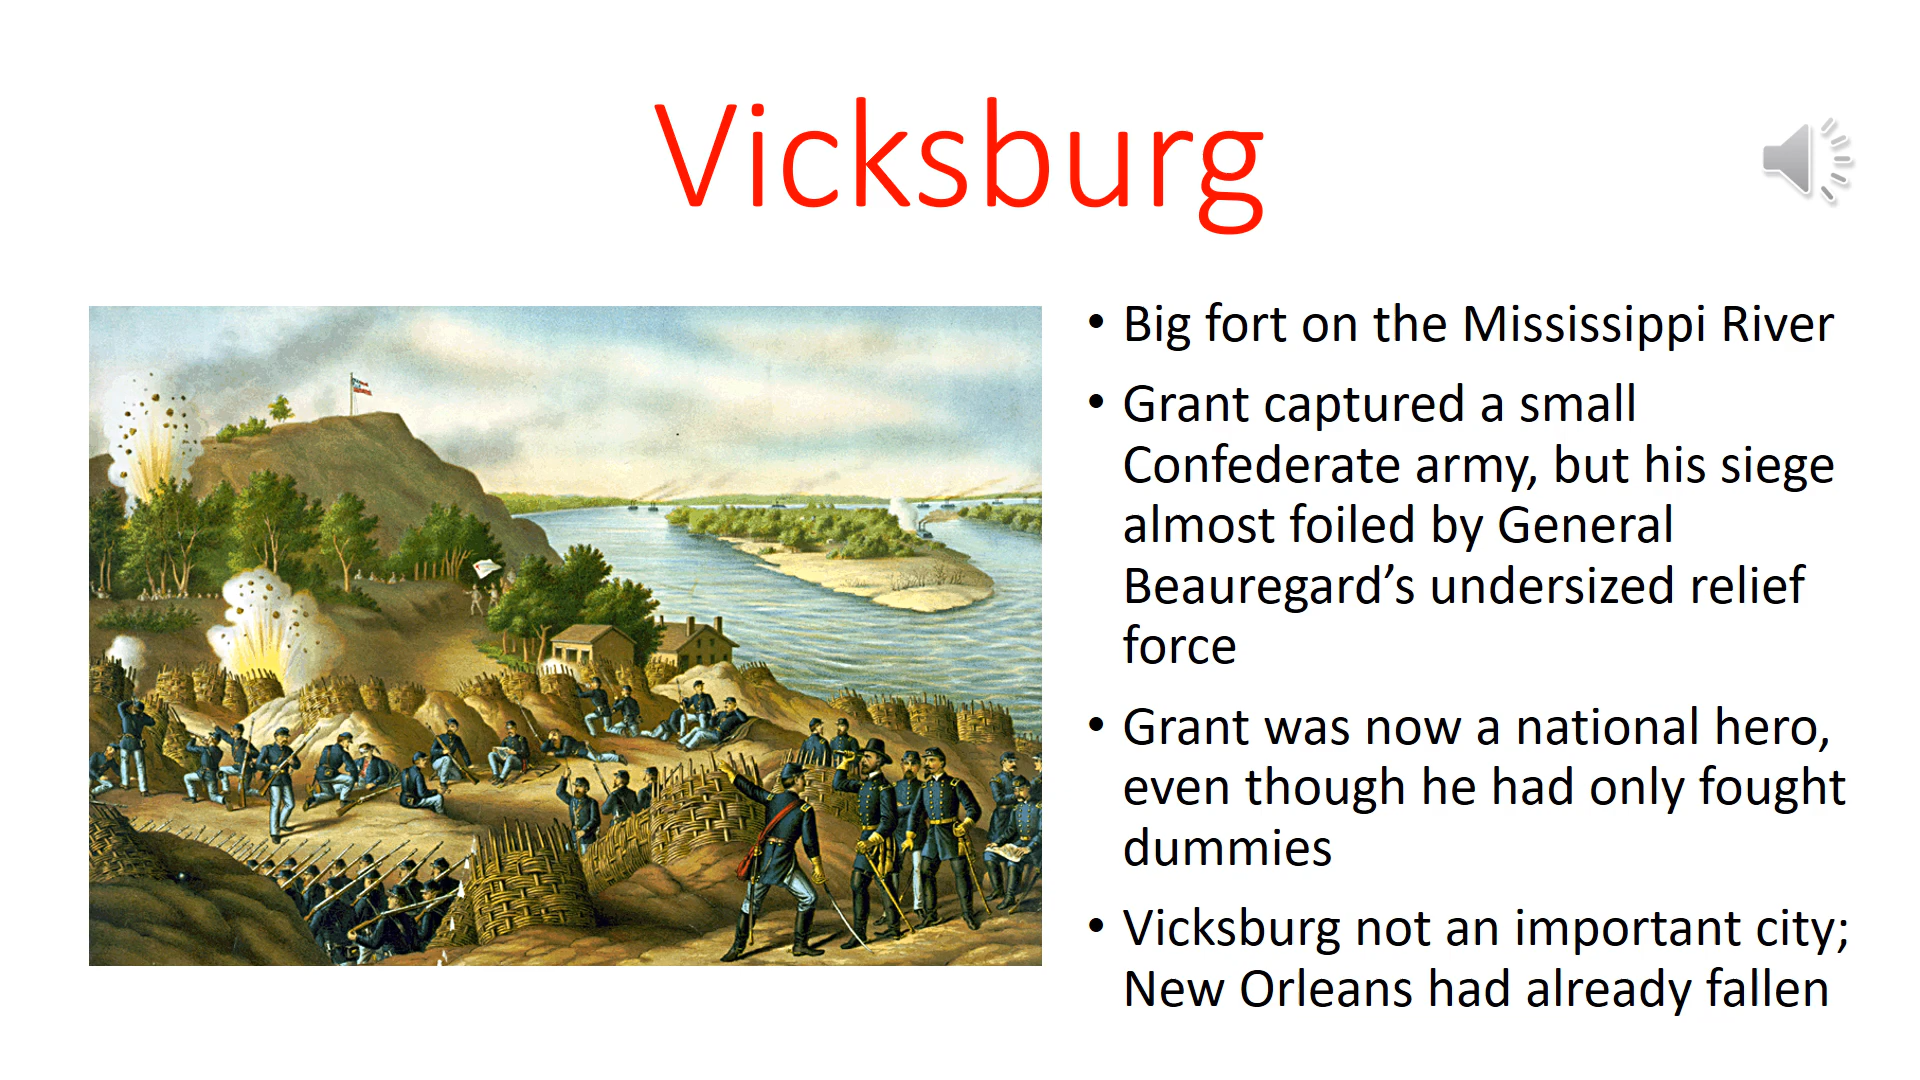 Vicksburg
• Big fort on the Mississippi River
• Grant captured a small
Confederate army, but his siege
almost foiled by General
Beauregard’s undersized relief
force
• Grant was now a national hero,
even though he had only fought
dummies
• Vicksburg not an important city;
New Orleans had already fallen